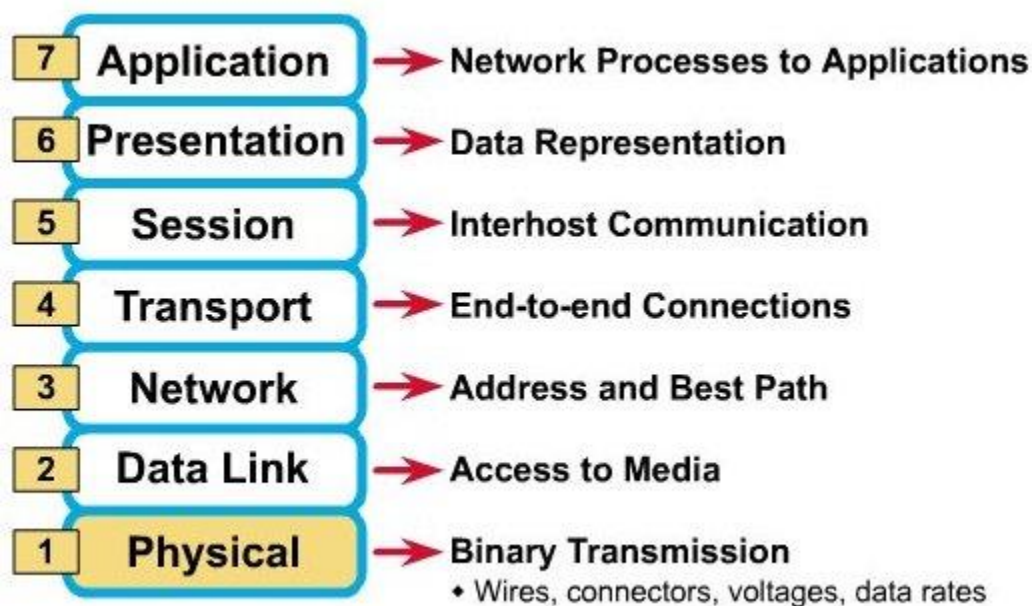 7 Application Network Processes to Applications
6 Presentation Data Representation
5 Session Interhost Communication
4 Transport End-to-end Connections
3 Network Address and Best Path
2 Data Link Access to Media
1 Physical Binary Transmission
• Wires, connectors, voltages, data rates